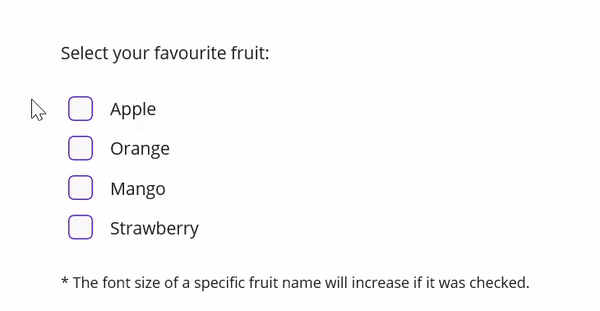 Select your favourite fruit:
Apple
Orange
Mango
Strawberry
* The font size of a specific fruit name will increase if it was checked.